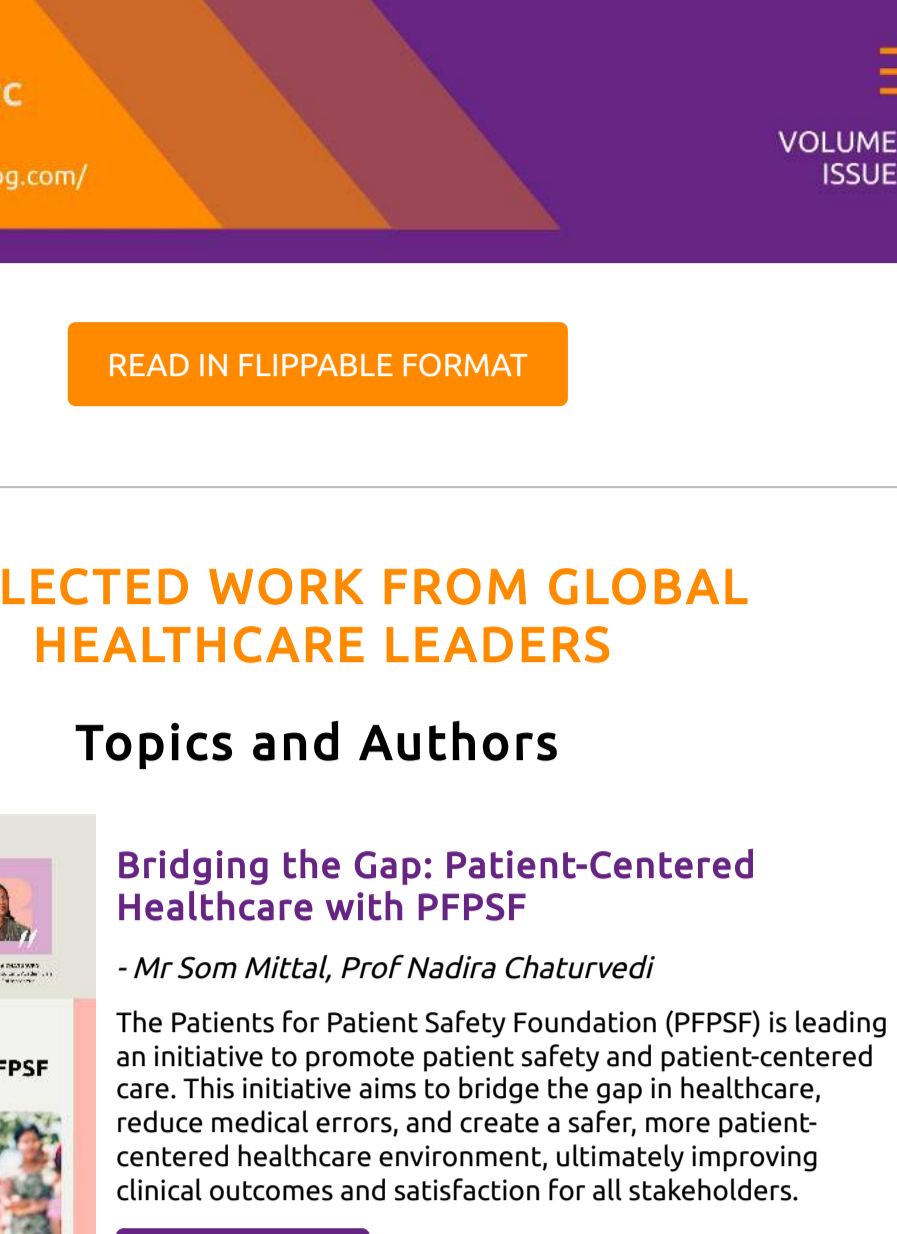 c
og.com/
VOLUME
ISSUE
READ IN FLIPPABLE FORMAT
LECTED WORK FROM GLOBAL
HEALTHCARE LEADERS
Topics and Authors
Bridging the Gap: Patient-Centered
Healthcare with PFPSF
- Mr Som Mittal, Prof Nadira Chaturvedi
The Patients for Patient Safety Foundation (PFPSF) is leading
an initiative to promote patient safety and patient-centered
care. This initiative aims to bridge the gap in healthcare,
reduce medical errors, and create a safer, more patient-
centered healthcare environment, ultimately improving
clinical outcomes and satisfaction for all stakeholders.
FPSF